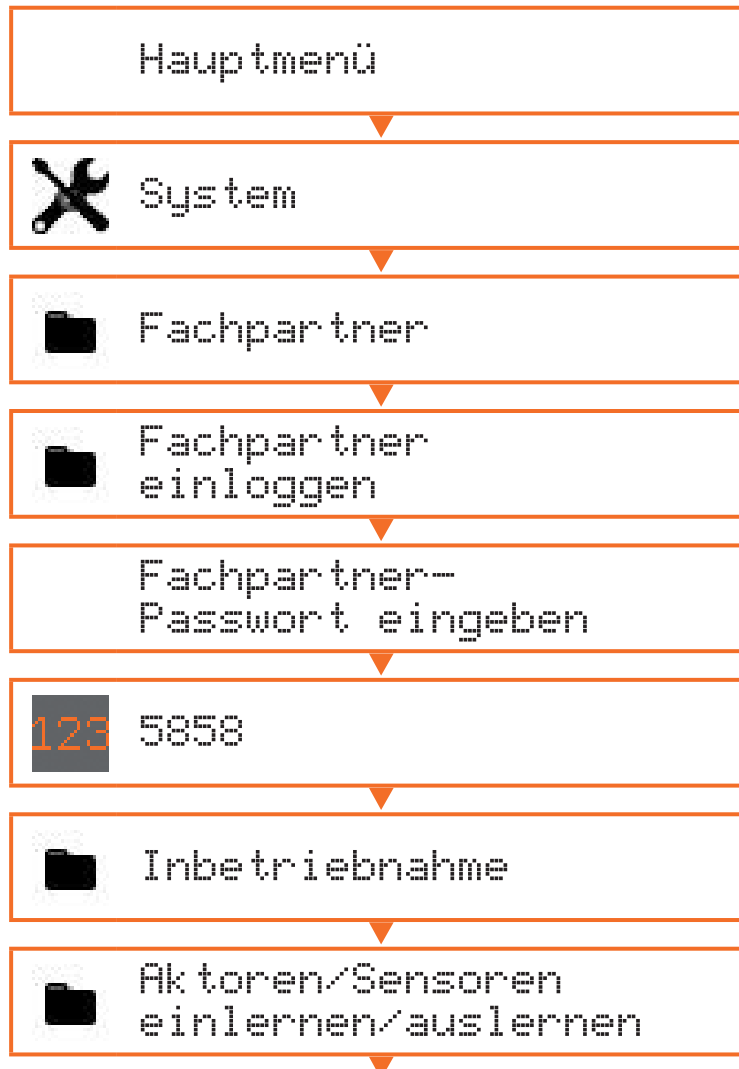 Hauptmenü
System
Fachpartner
Fachpartner
einloggen
Fachpartner-
Passwort eingeben
123 5858
Inbetriebnahme
Aktoren/Sensoren
einlernen/auslernen